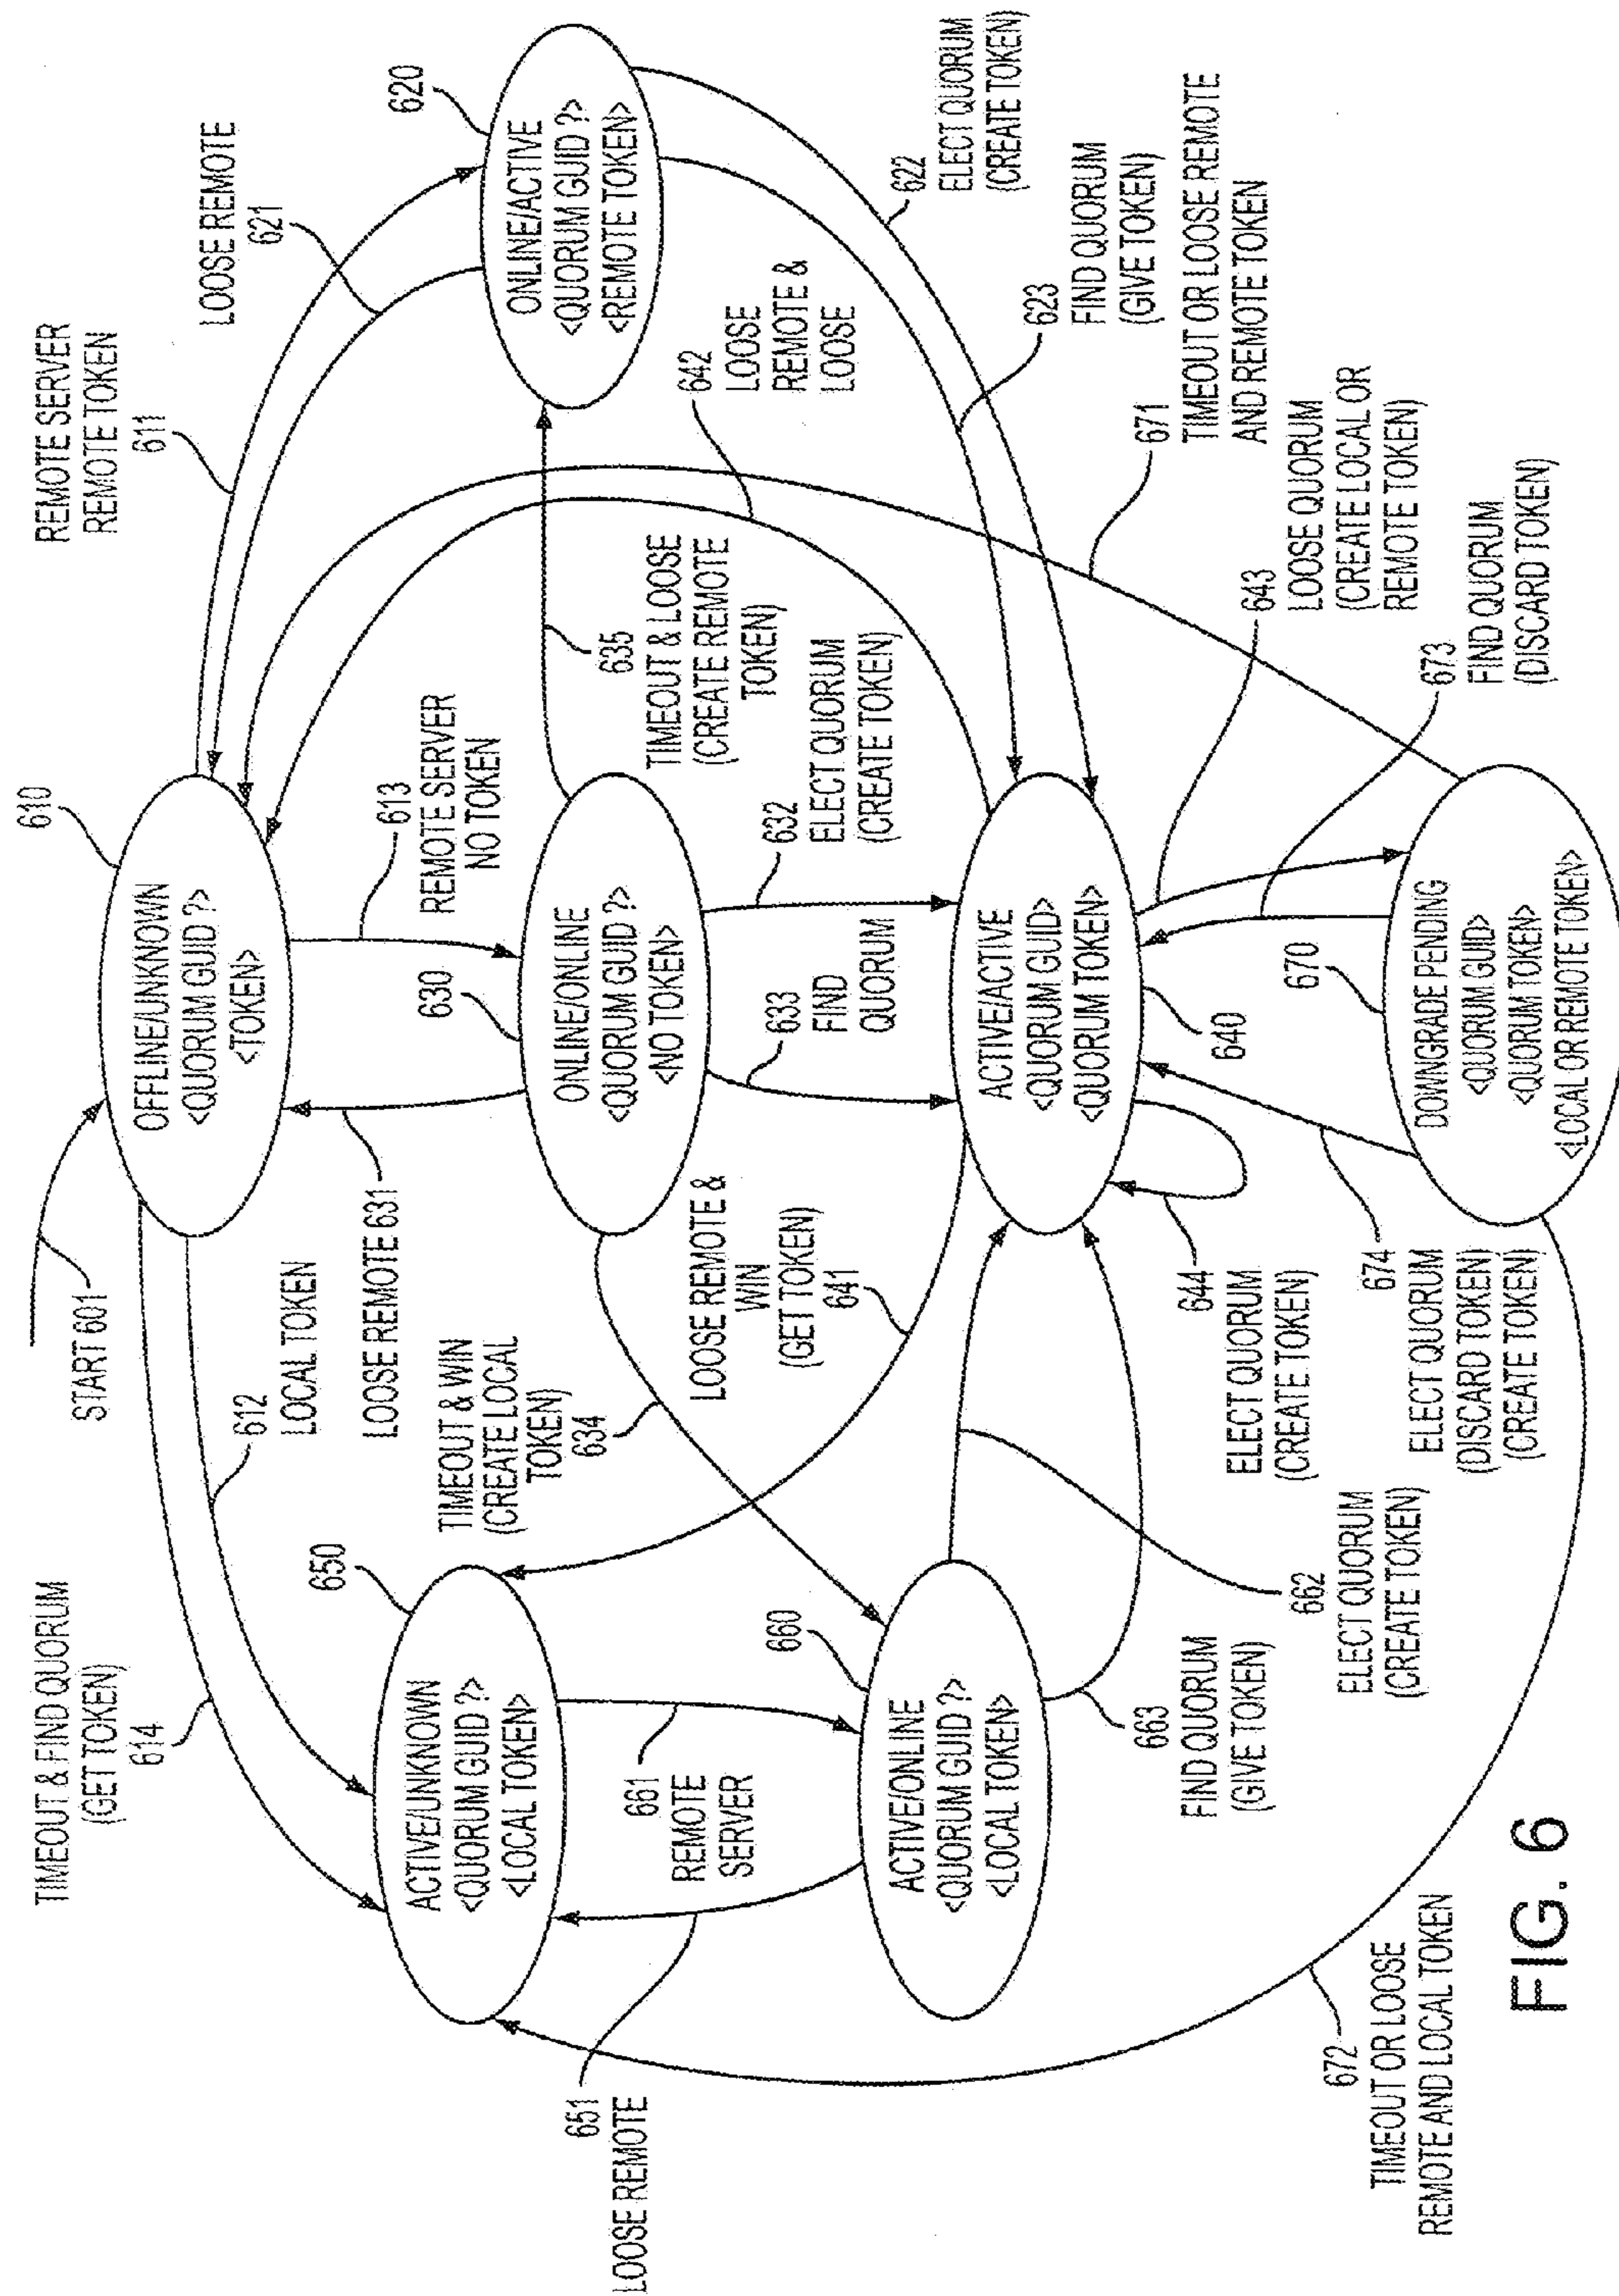 START 601
610
OFFLINE/UNKNOWN
<QUORUM GUID ?>
<TOKEN>
REMOTE SERVER
REMOTE TOKEN
611
LOOSE REMOTE
621
620
ONLINE/ACTIVE
<QUORUM GUID ?>
<REMOTE TOKEN>
TIMEOUT & FIND QUORUM
(GET TOKEN)
614
612
LOCAL TOKEN
LOOSE REMOTE 631
613
REMOTE SERVER
NO TOKEN
630
ONLINE/ONLINE
<QUORUM GUID ?>
<NO TOKEN>
635
TIMEOUT & LOOSE
(CREATE REMOTE
TOKEN)
642
LOOSE
REMOTE &
LOOSE
622
ELECT QUORUM
(CREATE TOKEN)
623
FIND QUORUM
(GIVE TOKEN)
650
ACTIVE/UNKNOWN
<QUORUM GUID ?>
<LOCAL TOKEN>
TIMEOUT & WIN
(CREATE LOCAL
TOKEN)
634
LOOSE REMOTE &
WIN
(GET TOKEN)
641
633
FIND
QUORUM
632
ELECT QUORUM
(CREATE TOKEN)
671
TIMEOUT OR LOOSE REMOTE
AND REMOTE TOKEN
651
LOOSE REMOTE
661
REMOTE
SERVER
660
ACTIVE/ONLINE
<QUORUM GUID ?>
<LOCAL TOKEN>
ACTIVE/ACTIVE
<QUORUM GUID>
<QUORUM TOKEN>
640
643
LOOSE QUORUM
(CREATE LOCAL OR
REMOTE TOKEN)
663
FIND QUORUM
(GIVE TOKEN)
662
ELECT QUORUM
(CREATE TOKEN)
644
ELECT QUORUM
(CREATE TOKEN)
674
ELECT QUORUM
(DISCARD TOKEN)
(CREATE TOKEN)
670
673
FIND QUORUM
(DISCARD TOKEN)
DOWNGRADE PENDING
<QUORUM GUID>
<QUORUM TOKEN>
<LOCAL OR REMOTE TOKEN>
672
TIMEOUT OR LOOSE
REMOTE AND LOCAL TOKEN
FIG. 6